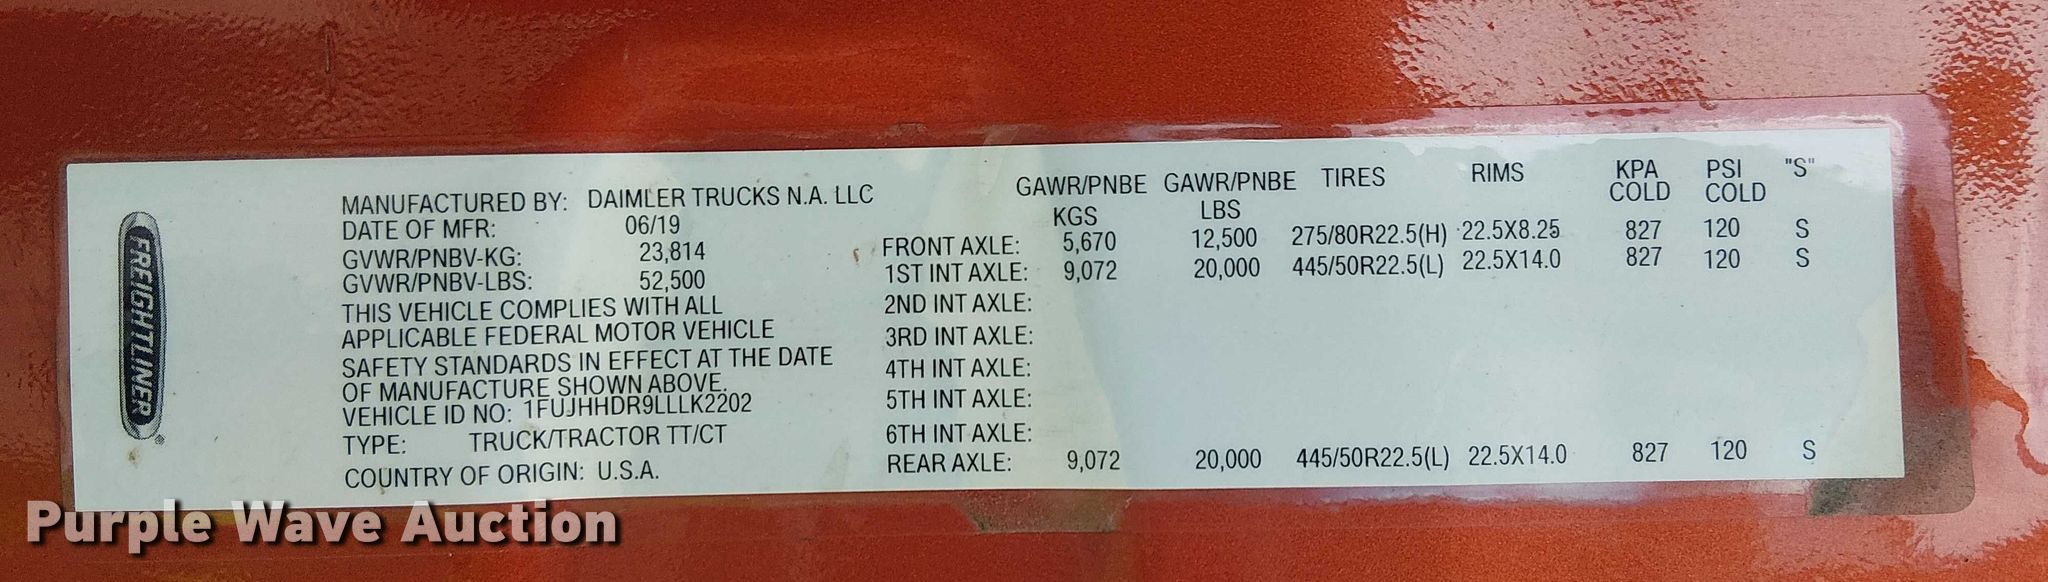 FREIGHTLINER
MANUFACTURED BY: DAIMLER TRUCKS N.A. LLC
DATE OF MFR: 06/19
GVWR/PNBV-KG: 23,814
GVWR/PNBV-LBS: 52,500
THIS VEHICLE COMPLIES WITH ALL
APPLICABLE FEDERAL MOTOR VEHICLE
SAFETY STANDARDS IN EFFECT AT THE DATE
OF MANUFACTURE SHOWN ABOVE.
VEHICLE ID NO: 1FUJHHDR9LLLK2202
TYPE: TRUCK/TRACTOR TT/CT
COUNTRY OF ORIGIN: U.S.A.
GAWR/PNBE GAWR/PNBE TIRES RIMS KPA PSI "S"
KGS LBS COLD COLD
FRONT AXLE: 5,670 12,500 275/80R22.5(H) 22.5X8.25 827 120 S
1ST INT AXLE: 9,072 20,000 445/50R22.5(L) 22.5X14.0 827 120 S
2ND INT AXLE:
3RD INT AXLE:
4TH INT AXLE:
5TH INT AXLE:
6TH INT AXLE:
REAR AXLE: 9,072 20,000 445/50R22.5(L) 22.5X14.0 827 120 S
Purple Wave Auction